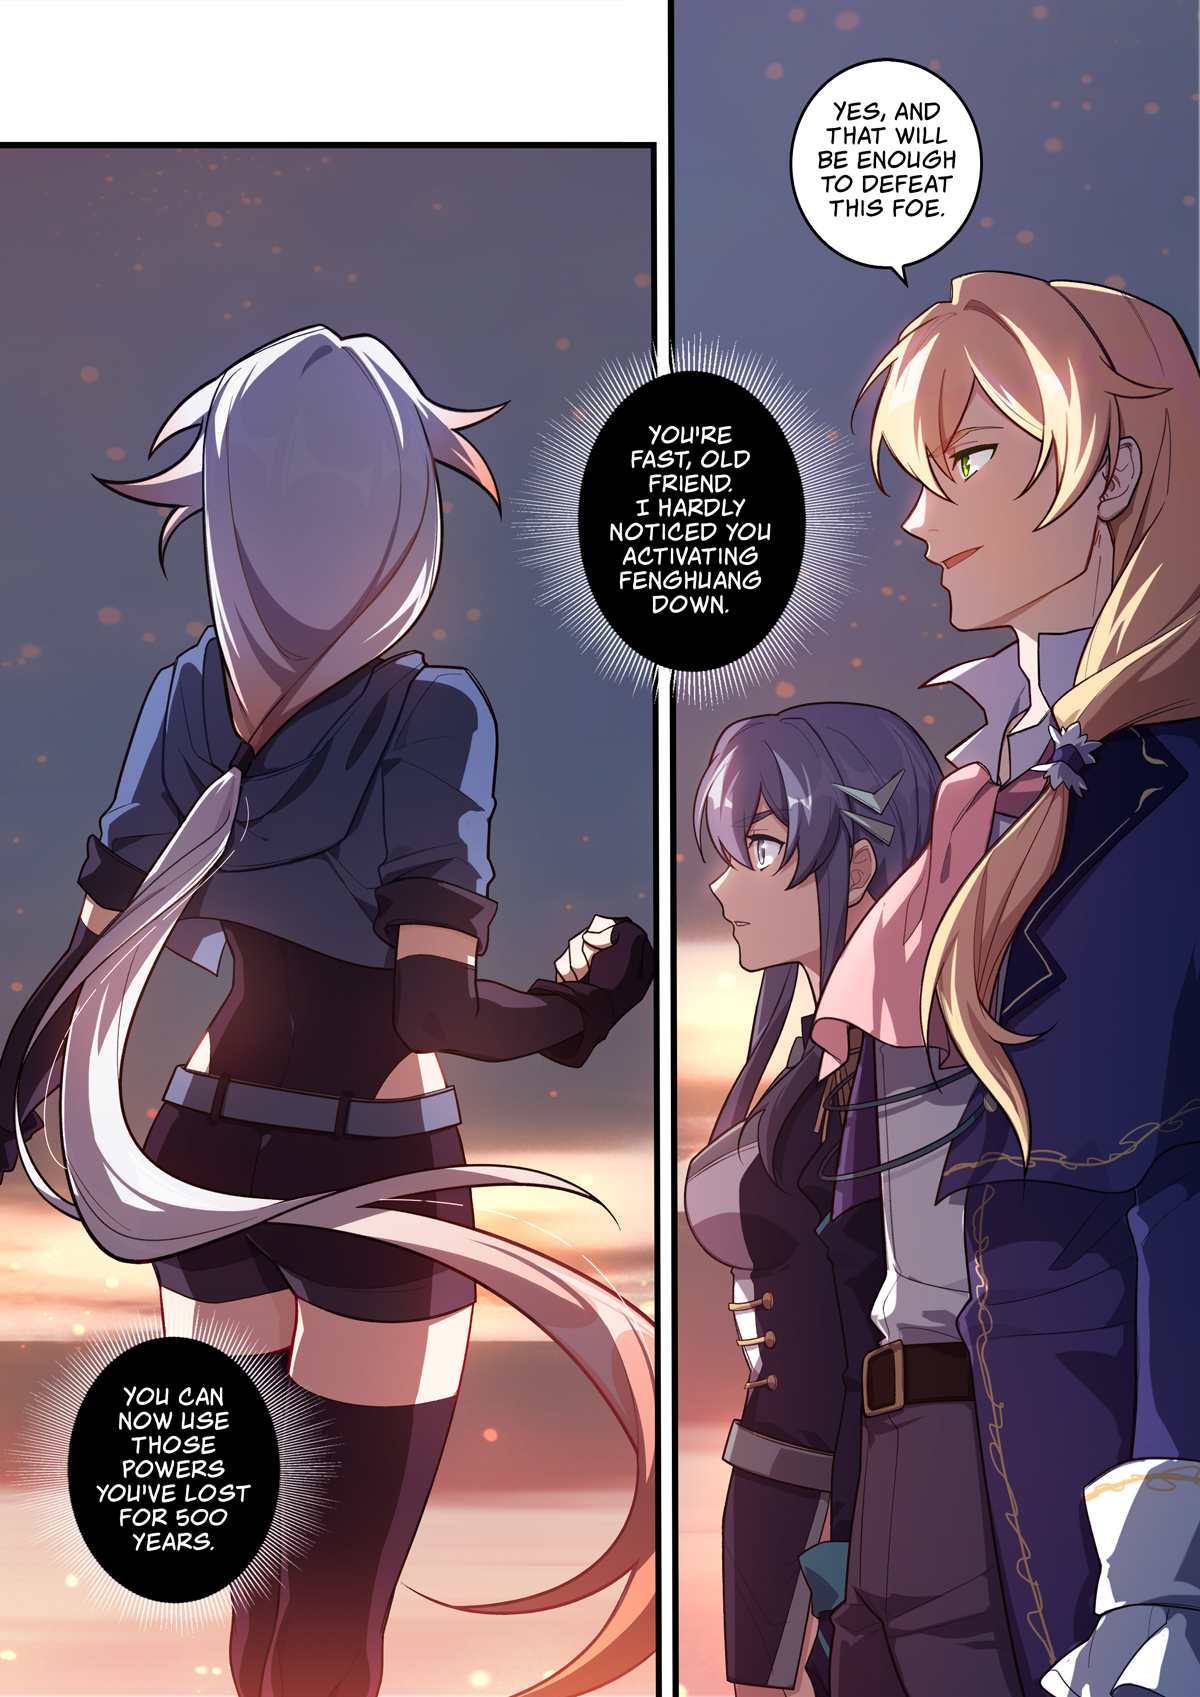 YES, AND
THAT WILL
BE ENOUGH
TO DEFEAT
THIS FOE.
YOU'RE
FAST, OLD
FRIEND.
I HARDLY
NOTICED YOU
ACTIVATING
FENGHUANG
DOWN.
YOU CAN
NOW USE
THOSE
POWERS
YOU'VE LOST
FOR 500
YEARS.